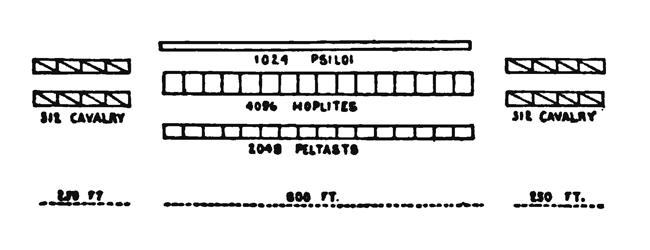 1024 PSILOI
4096 HOPLITES
312 CAVALRY
312 CAVALRY
2048 PELTASTS
250 FT
800 FT.
250 FT.